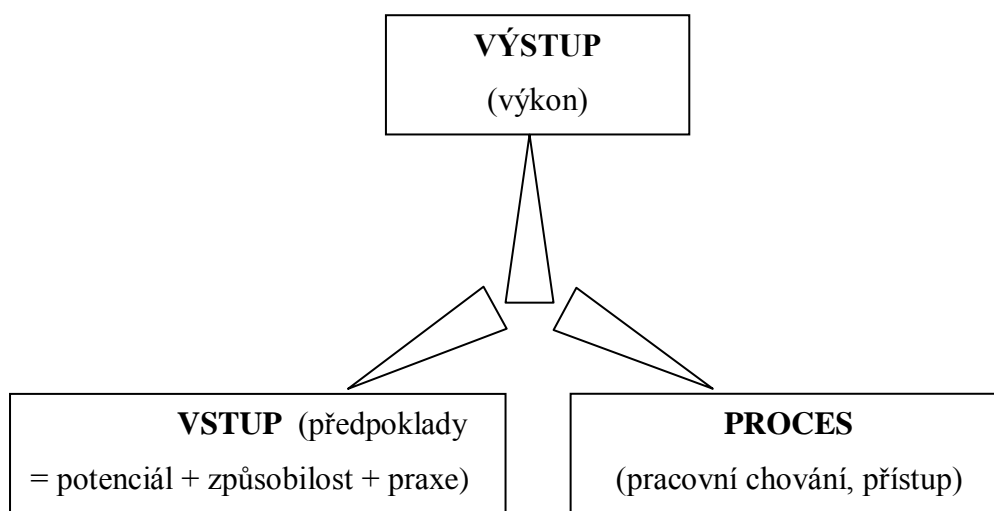 VÝSTUP
(výkon)
VSTUP (předpoklady
= potenciál + způsobilost + praxe)
PROCES
(pracovní chování, přístup)